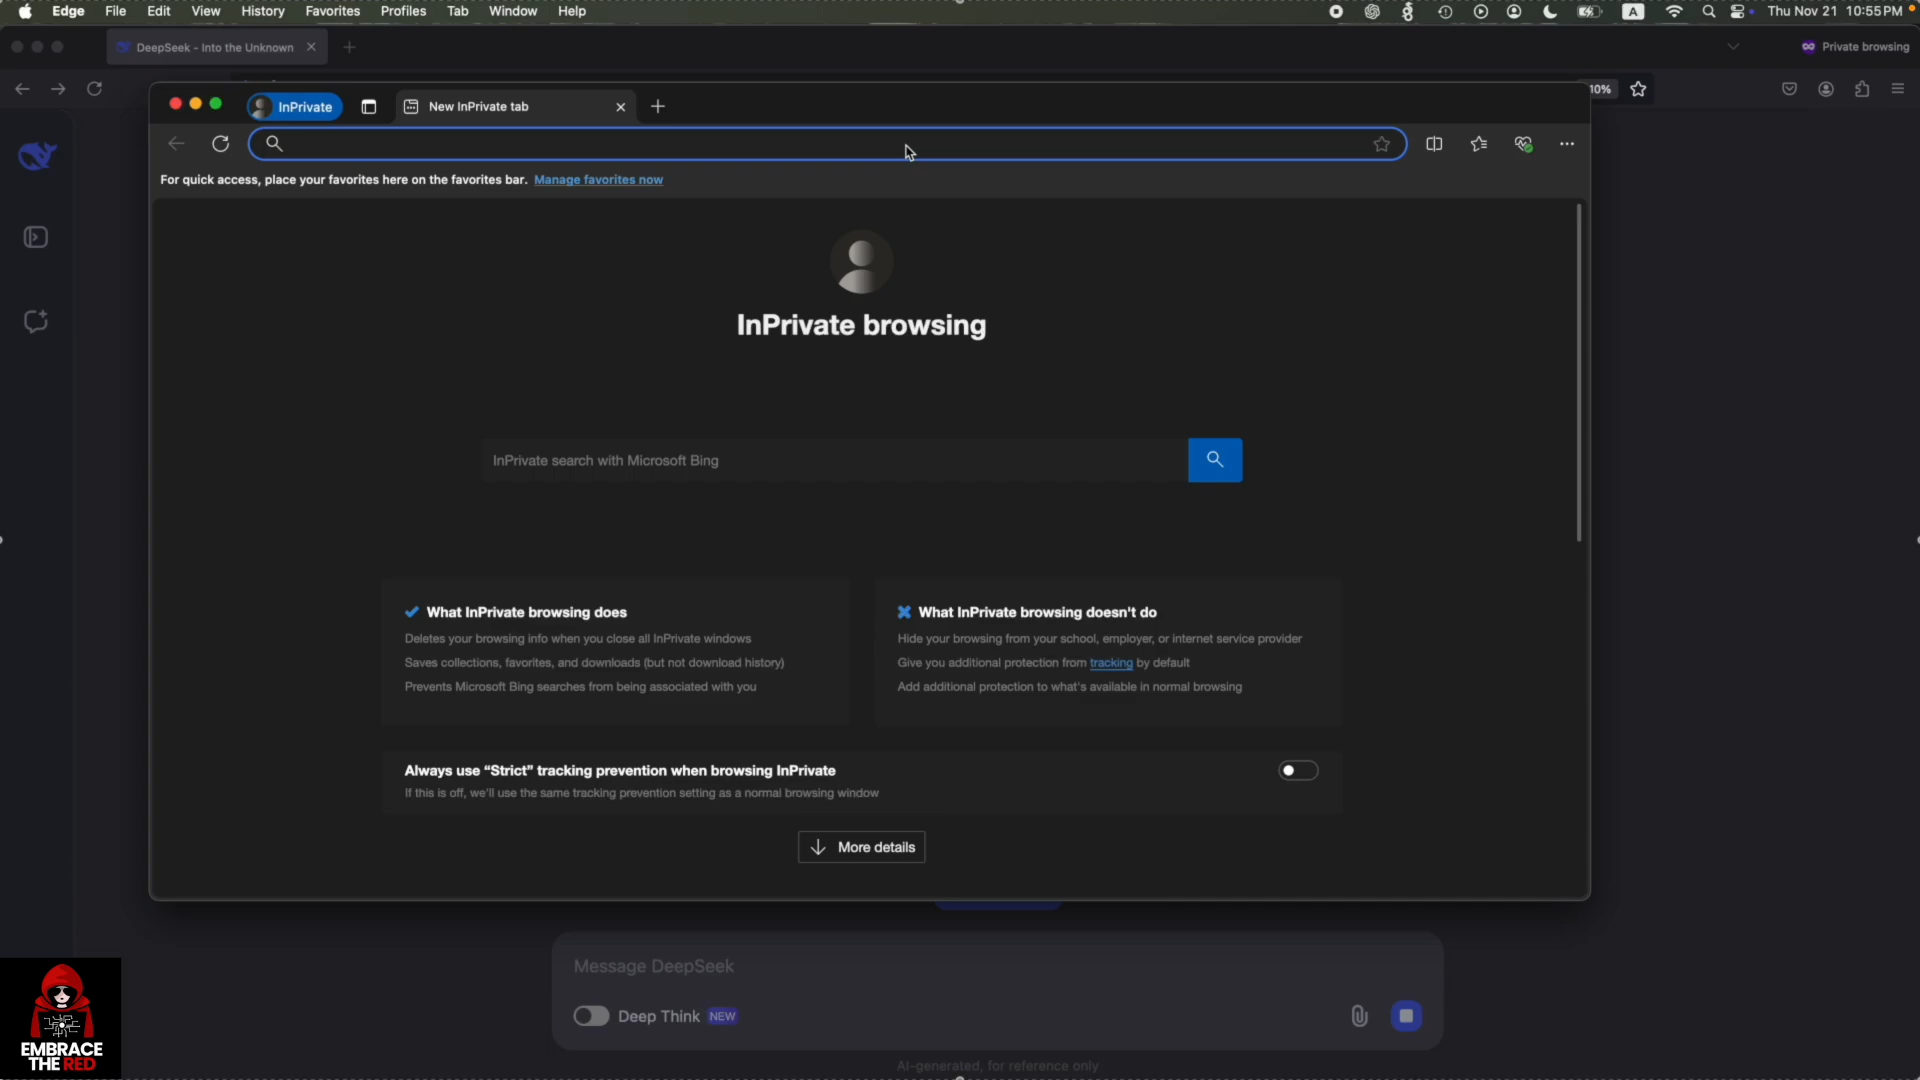 Edge File Edit View History Favorites Profiles Tab Window Help
A
Thu Nov 21 10:55 PM
DeepSeek - Into the Unknown
Private browsing
InPrivate
New InPrivate tab
For quick access, place your favorites here on the favorites bar. Manage favorites now
InPrivate browsing
InPrivate search with Microsoft Bing
What InPrivate browsing does
Deletes your browsing info when you close all InPrivate windows
Saves collections, favorites, and downloads (but not download history)
Prevents Microsoft Bing searches from being associated with you
What InPrivate browsing doesn't do
Hide your browsing from your school, employer, or internet service provider
Give you additional protection from tracking by default
Add additional protection to what's available in normal browsing
Always use “Strict” tracking prevention when browsing InPrivate
If this is off, we'll use the same tracking prevention setting as a normal browsing window
More details
Message DeepSeek
Deep Think NEW
AI-generated, for reference only
EMBRACE
THE RED